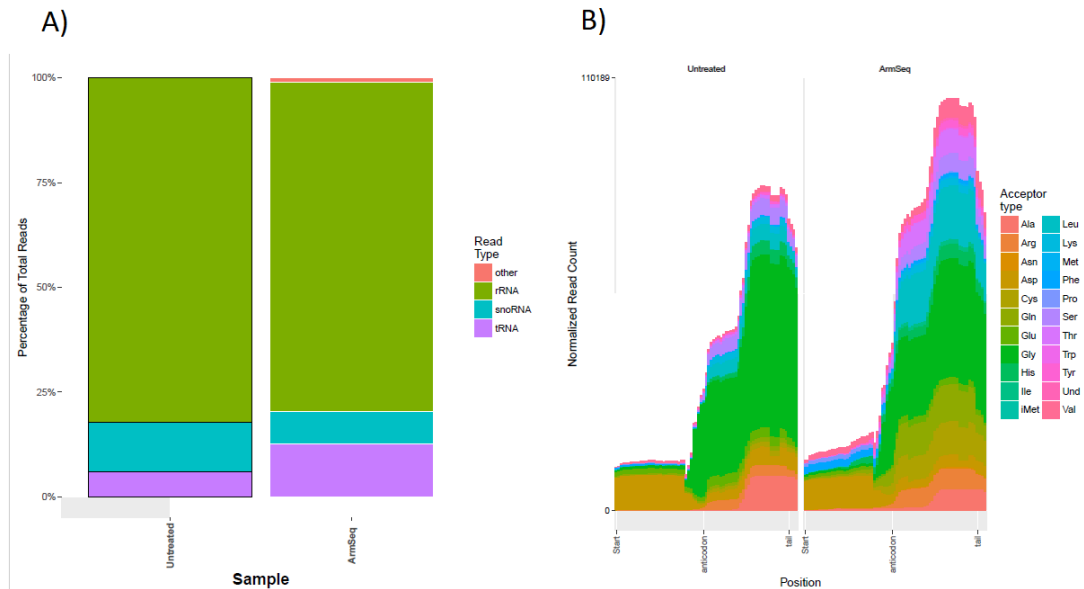 A)
B)
100%
75%
50%
25%
0%
Percentage of Total Reads
Untreated
ArmSeq
Sample
Read
Type
other
rRNA
snoRNA
tRNA
Untreated
ArmSeq
110189
0
Normalized Read Count
Start
anticodon
tail
Start
anticodon
tail
Position
Acceptor
type
Ala
Arg
Asn
Asp
Cys
Gln
Glu
Gly
His
Ile
iMet
Leu
Lys
Met
Phe
Pro
Ser
Thr
Trp
Tyr
Und
Val